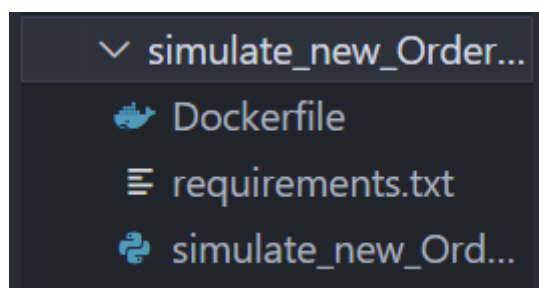 simulate_new_Order...
Dockerfile
requirements.txt
simulate_new_Ord...